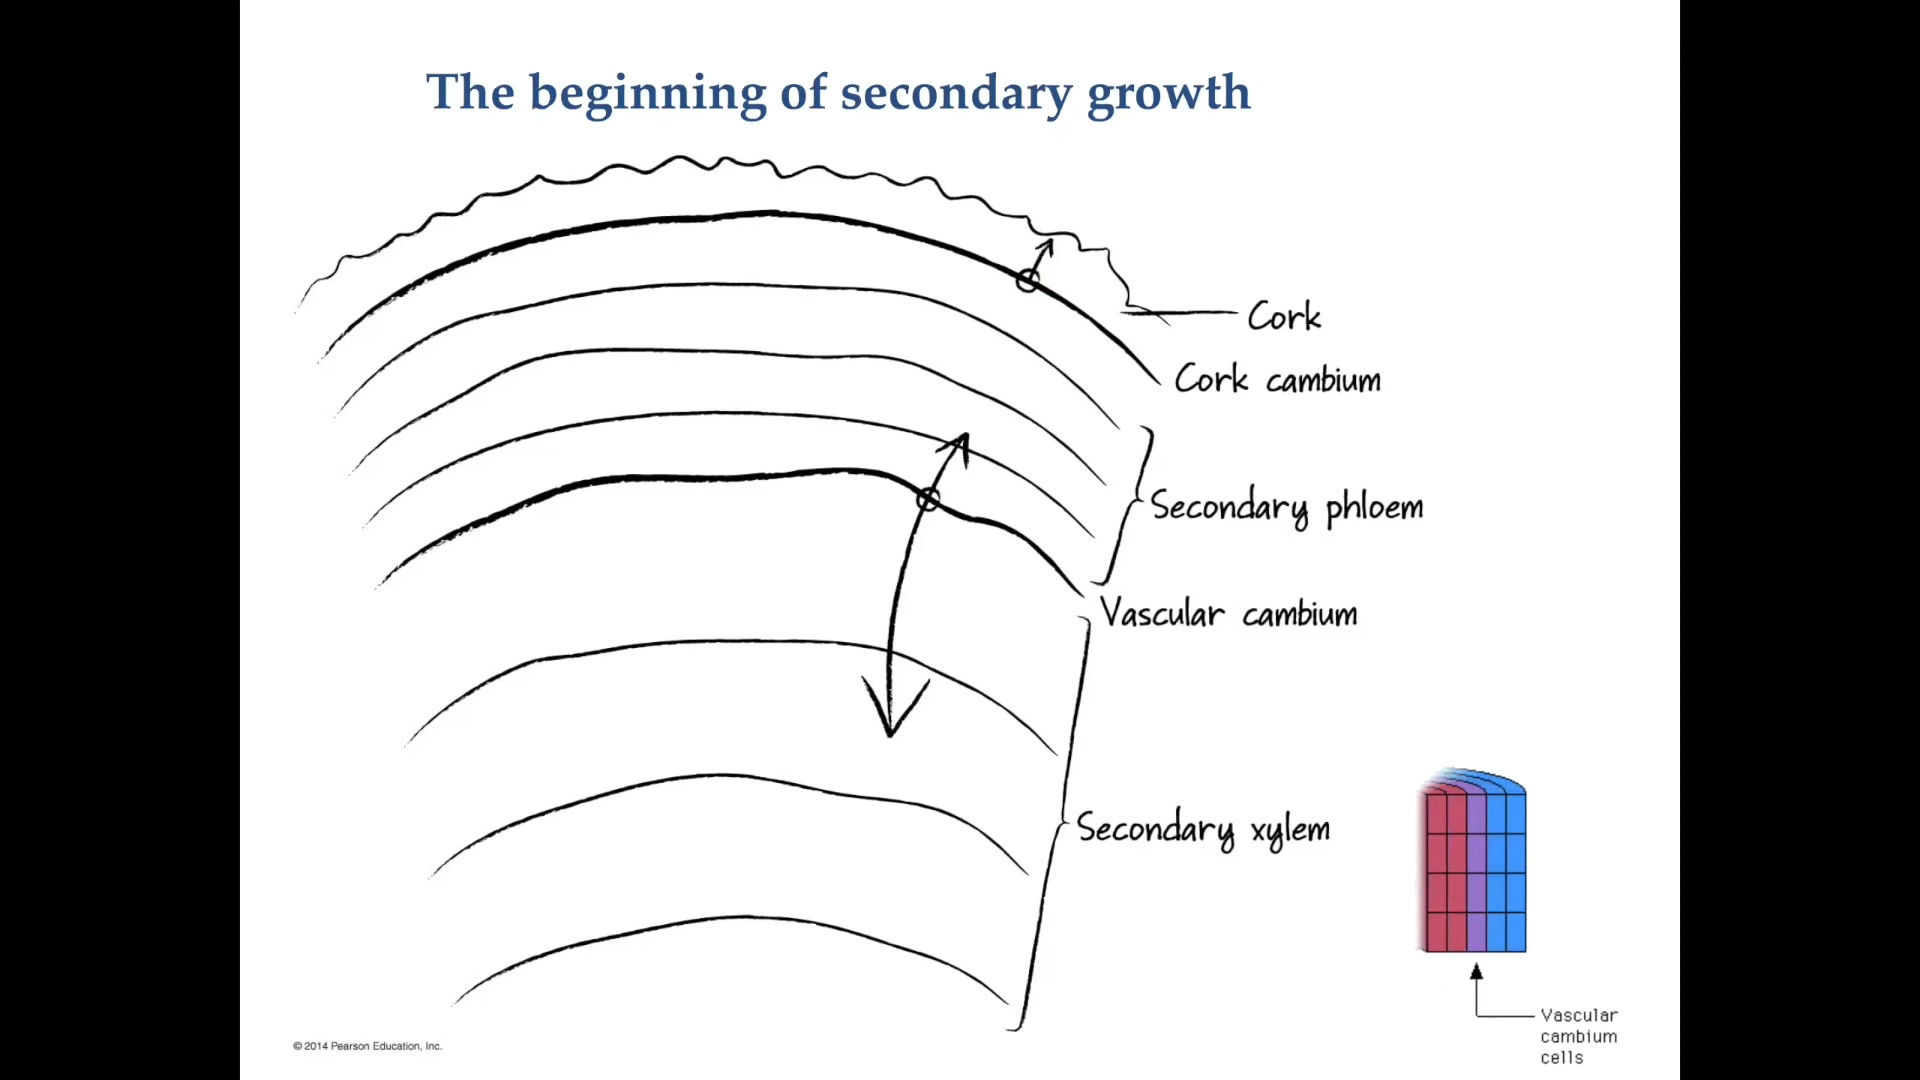 The beginning of secondary growth
Cork
Cork cambium
Secondary phloem
Vascular cambium
Secondary xylem
Vascular
cambium
cells
© 2014 Pearson Education, Inc.